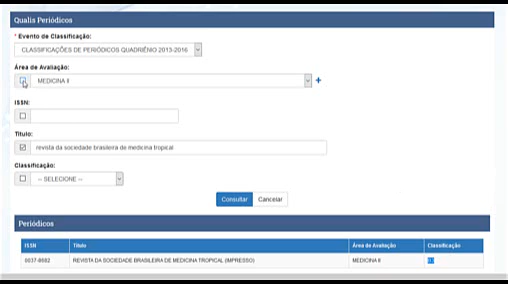 Qualis Periódicos
* Evento de Classificação:
CLASSIFICAÇÕES DE PERIÓDICOS QUADRIÊNIO 2013-2016
Área de Avaliação:
MEDICINA II
ISSN:
Título:
revista da sociedade brasileira de medicina tropical
Classificação:
-- SELECIONE --
Consultar Cancelar
Periódicos
ISSN Título Área de Avaliação Classificação
0037-8682 REVISTA DA SOCIEDADE BRASILEIRA DE MEDICINA TROPICAL (IMPRESSO) MEDICINA II